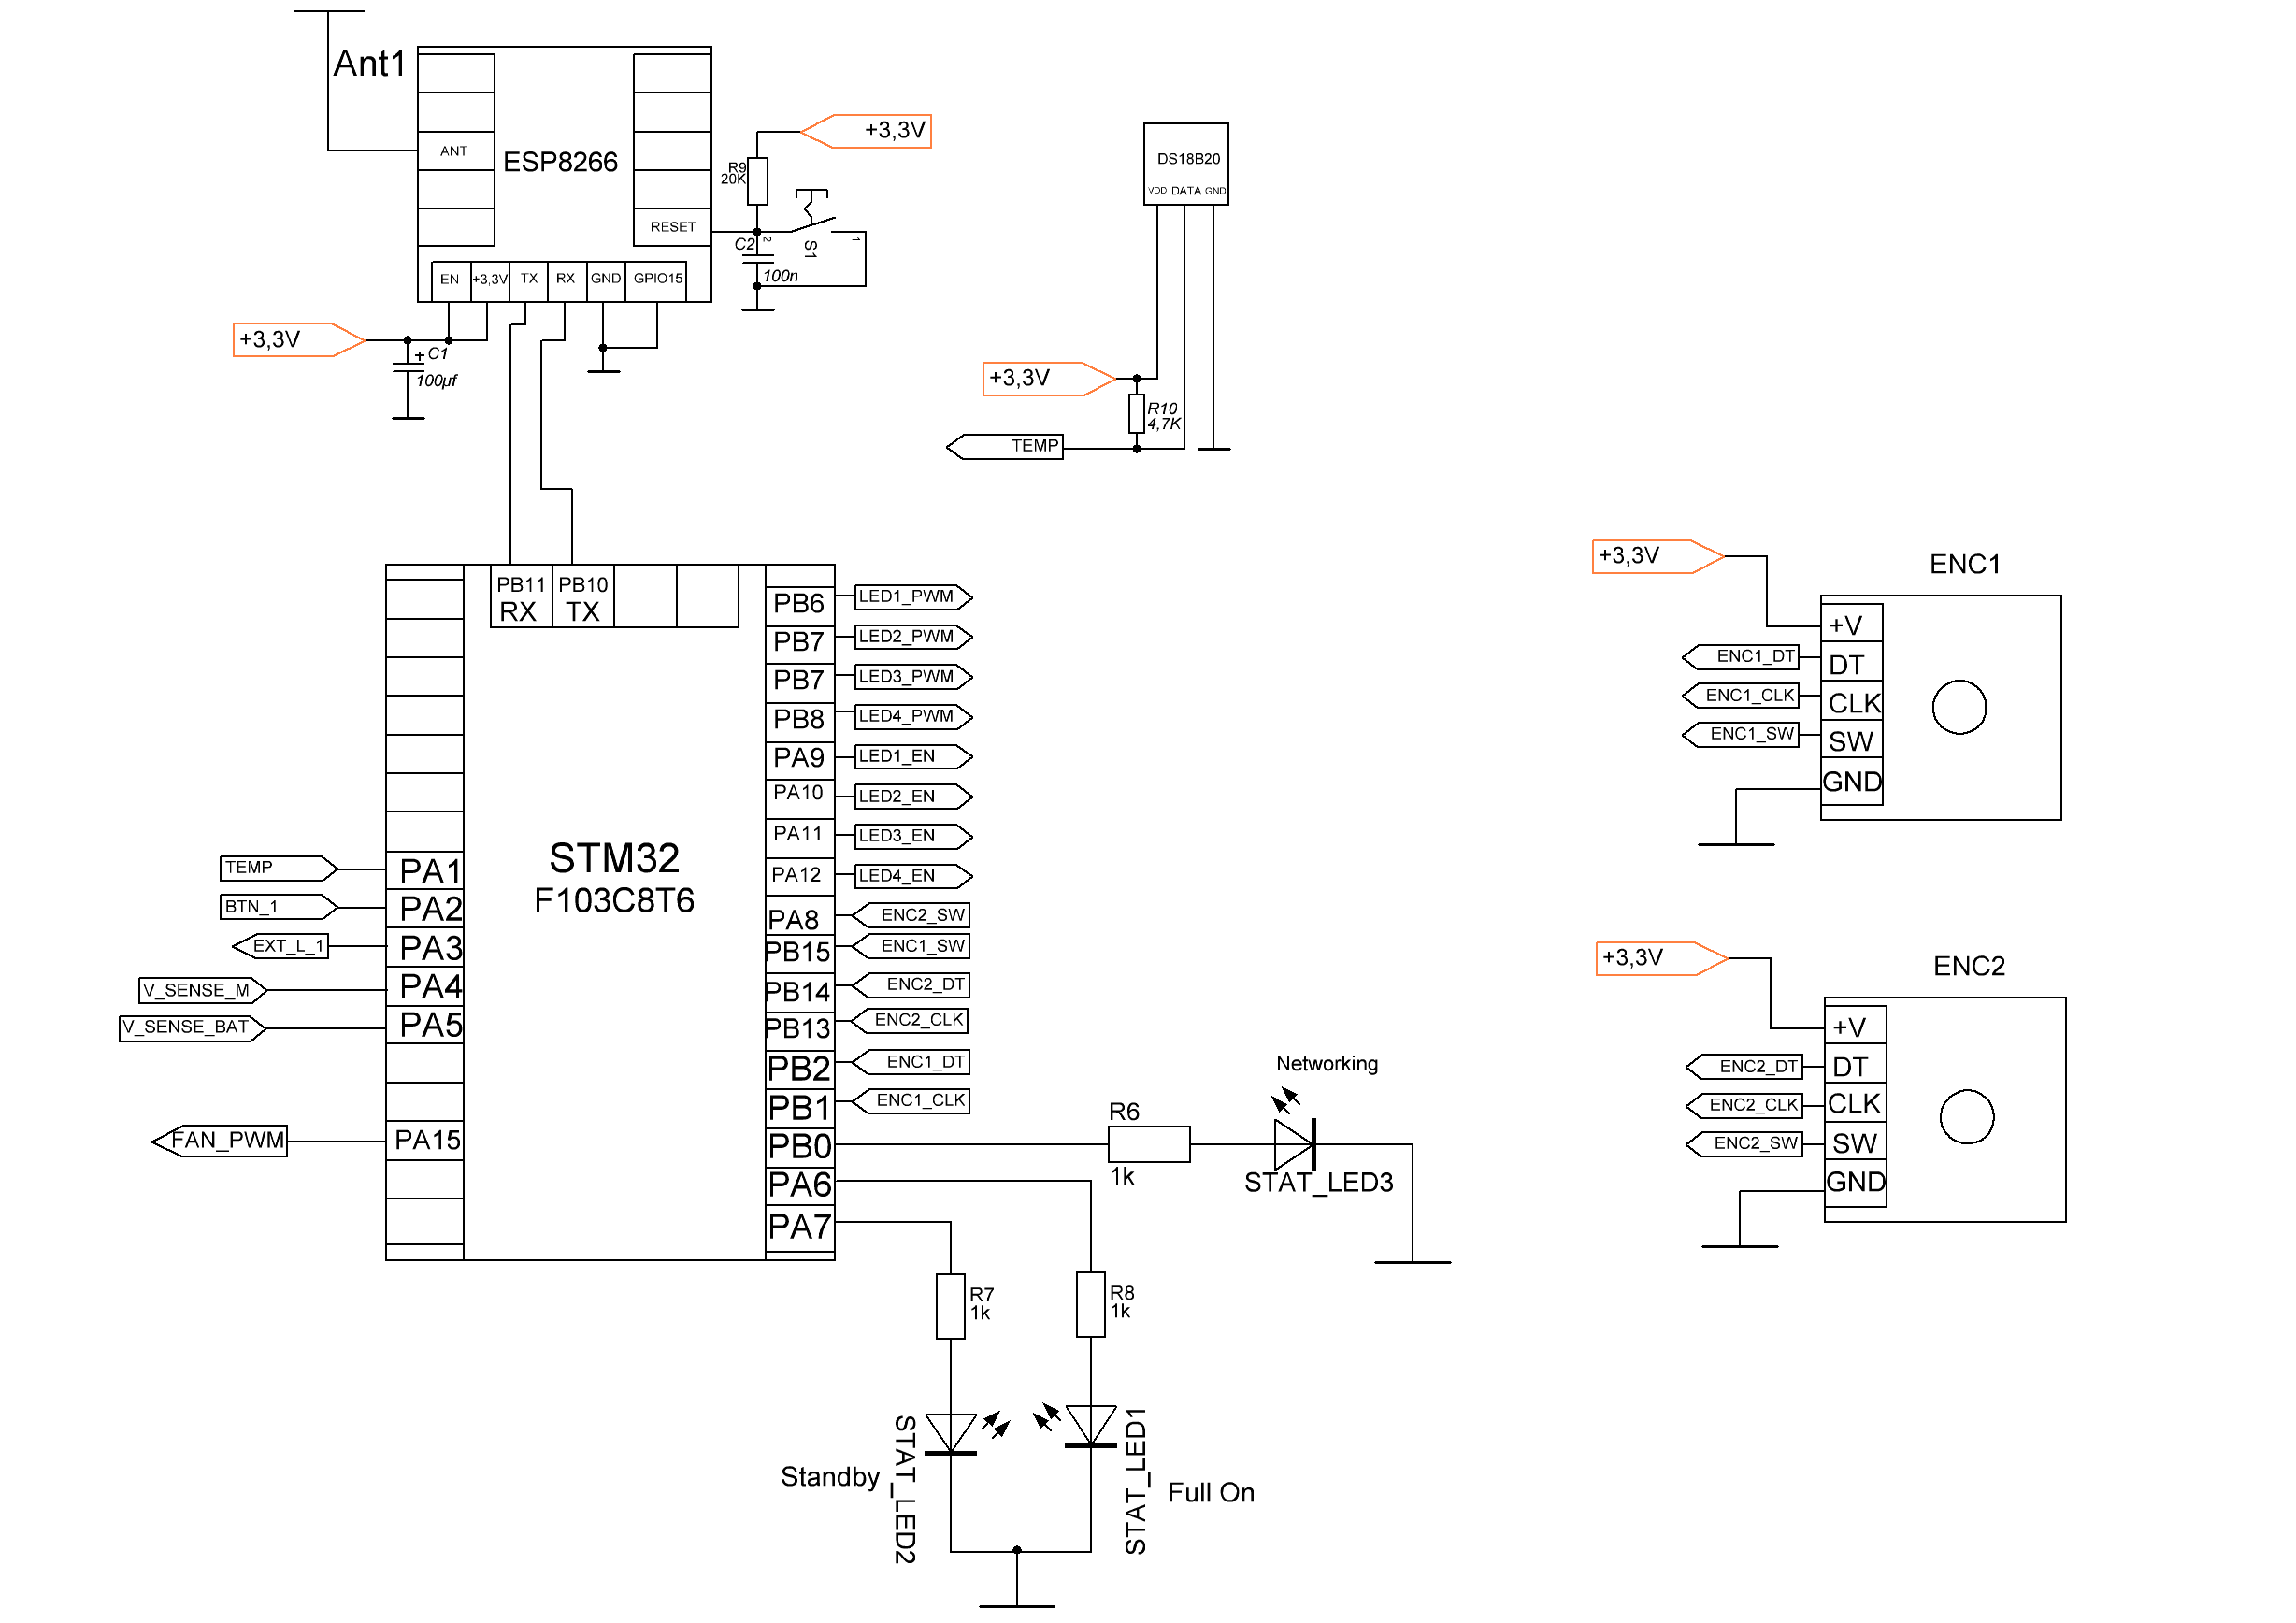 Ant1
ANT
ESP8266
RESET
EN
+3,3V
TX
RX
GND
GPIO15
+3,3V
R9
20K
C2
2
100n
S1
1
+3,3V
+ C1
100µf
DS18B20
VDD DATA GND
+3,3V
R10
4,7K
TEMP
PB11
RX
PB10
TX
STM32
F103C8T6
TEMP
PA1
BTN_1
PA2
EXT_L_1
PA3
V_SENSE_M
PA4
V_SENSE_BAT
PA5
FAN_PWM
PA15
PB6
LED1_PWM
PB7
LED2_PWM
PB7
LED3_PWM
PB8
LED4_PWM
PA9
LED1_EN
PA10
LED2_EN
PA11
LED3_EN
PA12
LED4_EN
PA8
ENC2_SW
PB15
ENC1_SW
PB14
ENC2_DT
PB13
ENC2_CLK
PB2
ENC1_DT
PB1
ENC1_CLK
PB0
PA6
PA7
R6
1k
Networking
STAT_LED3
R7
1k
R8
1k
STAT_LED2
Standby
STAT_LED1
Full On
+3,3V
ENC1
+V
ENC1_DT
DT
ENC1_CLK
CLK
ENC1_SW
SW
GND
+3,3V
ENC2
+V
ENC2_DT
DT
ENC2_CLK
CLK
ENC2_SW
SW
GND